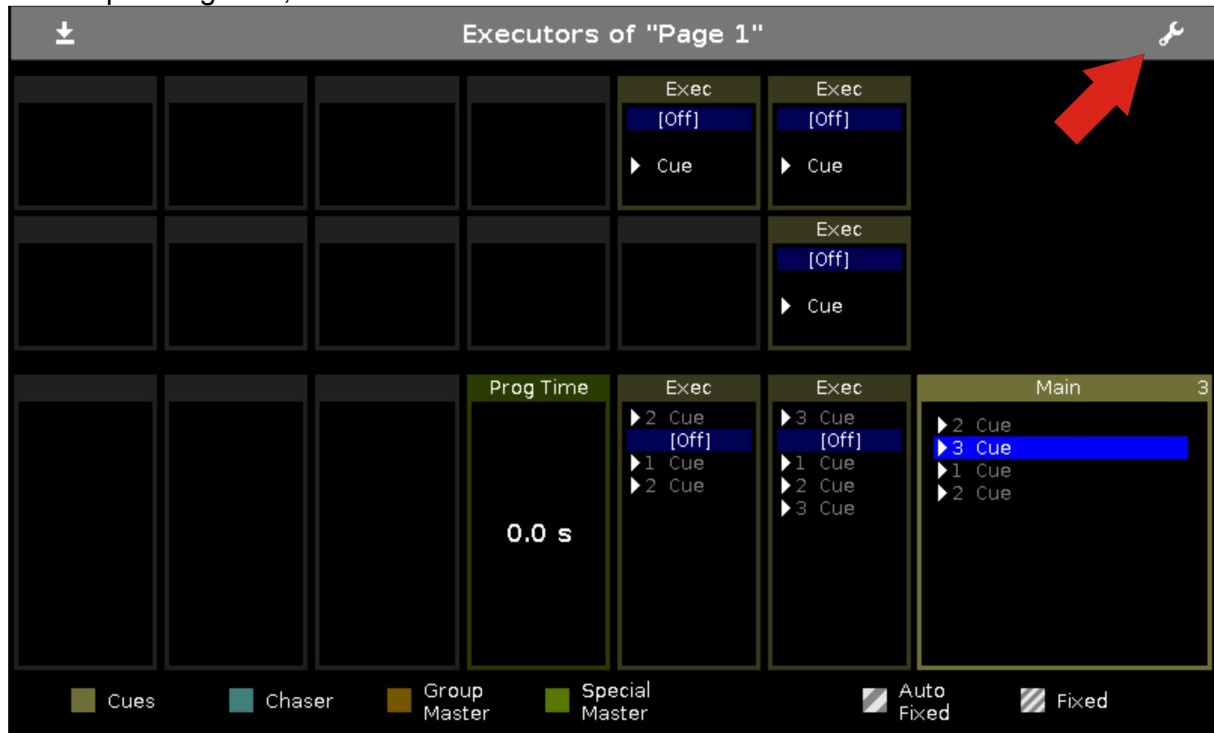 Executors of "Page 1"
Exec Exec
[Off] [Off]
Cue Cue
Exec
[Off]
Cue
Prog Time Exec Exec Main 3
2 Cue 3 Cue 2 Cue
[Off] [Off] 3 Cue
1 Cue 1 Cue 1 Cue
2 Cue 2 Cue 2 Cue
3 Cue
0.0 s
Cues Chaser Group Master Special Master Auto Fixed Fixed